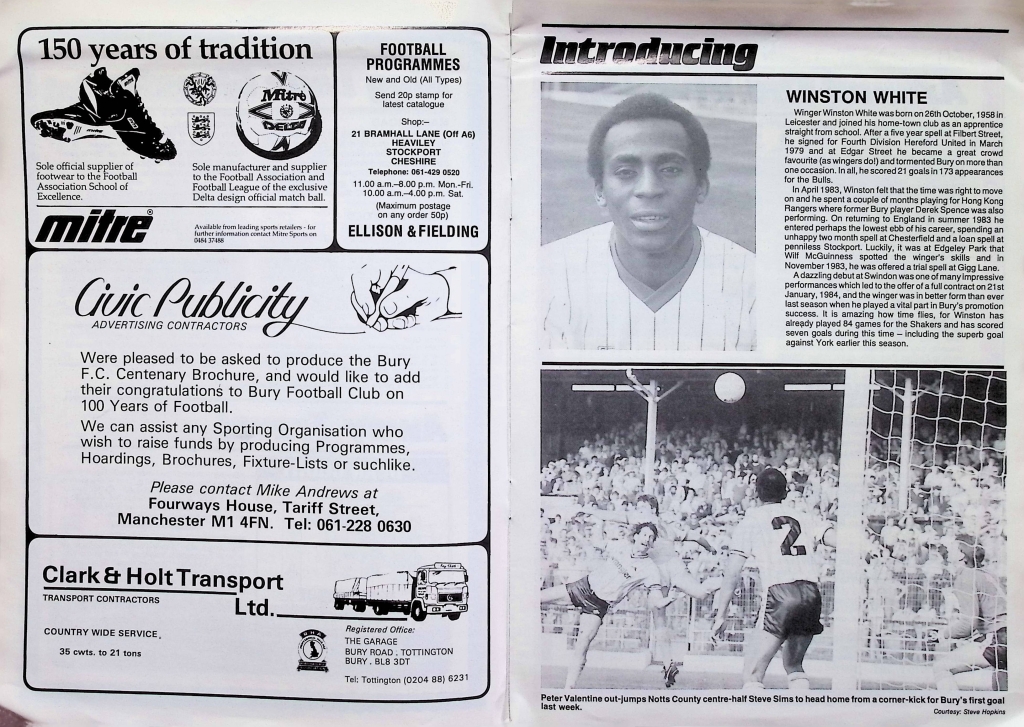 150 years of tradition
Mitre
DELTA
Sole official supplier of
footwear to the Football
Association School of
Excellence.
Sole manufacturer and supplier
to the Football Association and
Football League of the exclusive
Delta design official match ball.
mitre®
Available from leading sports retailers - for
further information contact Mitre Sports on
0484 37488
FOOTBALL
PROGRAMMES
New and Old (All Types)
Send 20p stamp for
latest catalogue
Shop:–
21 BRAMHALL LANE (Off A6)
HEAVILEY
STOCKPORT
CHESHIRE
Telephone: 061-429 0520
11.00 a.m.–8.00 p.m. Mon.-Fri.
10.00 a.m.–4.00 p.m. Sat.
(Maximum postage
on any order 50p)
ELLISON & FIELDING
Civic Publicity
ADVERTISING CONTRACTORS
Were pleased to be asked to produce the Bury
F.C. Centenary Brochure, and would like to add
their congratulations to Bury Football Club on
100 Years of Football.
We can assist any Sporting Organisation who
wish to raise funds by producing Programmes,
Hoardings, Brochures, Fixture-Lists or suchlike.
Please contact Mike Andrews at
Fourways House, Tariff Street,
Manchester M1 4FN. Tel: 061-228 0630
Clark & Holt Transport
Ltd.
TRANSPORT CONTRACTORS
COUNTRY WIDE SERVICE.
35 cwts. to 21 tons
Registered Office:
THE GARAGE
BURY ROAD . TOTTINGTON
BURY . BL8 3DT
Tel: Tottington (0204 88) 6231
Introducing
WINSTON WHITE
Winger Winston White was born on 26th October, 1958 in
Leicester and joined his home-town club as an apprentice
straight from school. After a five year spell at Filbert Street,
he signed for Fourth Division Hereford United in March
1979 and at Edgar Street he became a great crowd
favourite (as wingers do!) and tormented Bury on more than
one occasion. In all, he scored 21 goals in 173 appearances
for the Bulls.
In April 1983, Winston felt that the time was right to move
on and he spent a couple of months playing for Hong Kong
Rangers where former Bury player Derek Spence was also
performing. On returning to England in summer 1983 he
entered perhaps the lowest ebb of his career, spending an
unhappy two month spell at Chesterfield and a loan spell at
penniless Stockport. Luckily, it was at Edgeley Park that
Wilf McGuinness spotted the winger's skills and in
November 1983, he was offered a trial spell at Gigg Lane.
A dazzling debut at Swindon was one of many impressive
performances which led to the offer of a full contract on 21st
January, 1984, and the winger was in better form than ever
last season when he played a vital part in Bury's promotion
success. It is amazing how time flies, for Winston has
already played 84 games for the Shakers and has scored
seven goals during this time – including the superb goal
against York earlier this season.
2
Peter Valentine out-jumps Notts County centre-half Steve Sims to head home from a corner-kick for Bury's first goal
last week.
Courtesy: Steve Hopkins